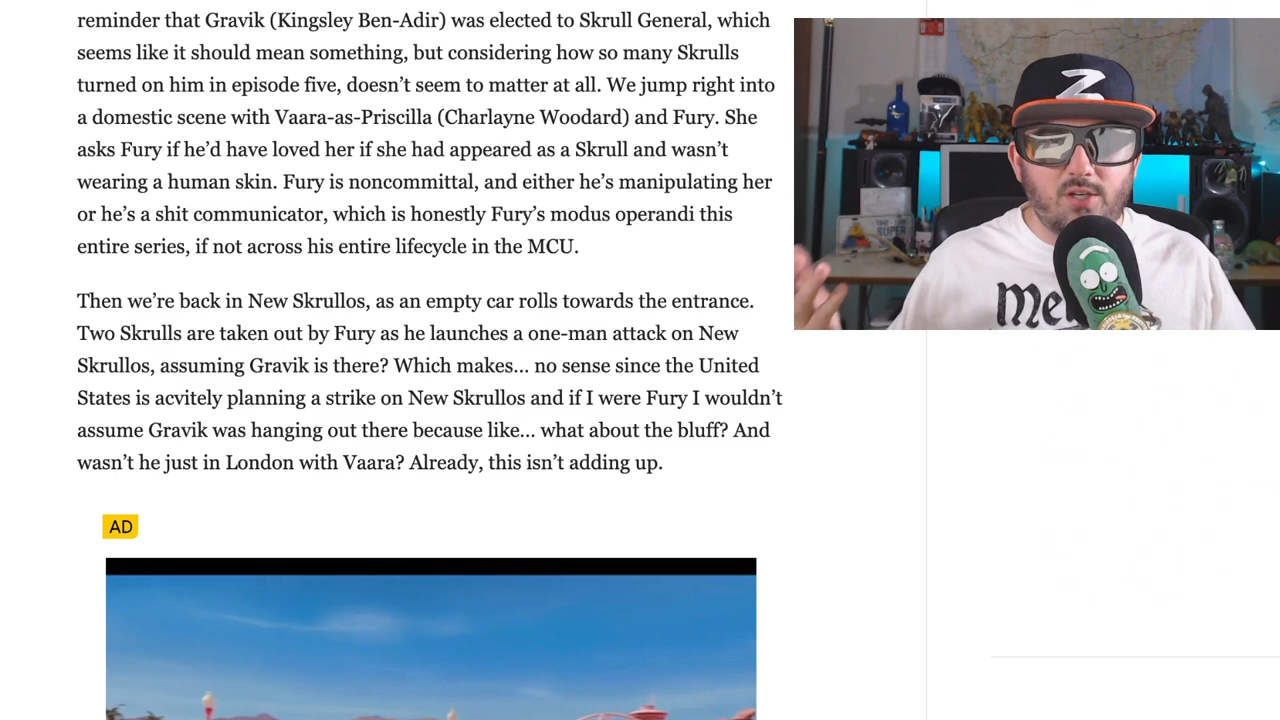 reminder that Gravik (Kingsley Ben-Adir) was elected to Skrull General, which
seems like it should mean something, but considering how so many Skrulls
turned on him in episode five, doesn’t seem to matter at all. We jump right into
a domestic scene with Vaara-as-Priscilla (Charlayne Woodard) and Fury. She
asks Fury if he’d have loved her if she had appeared as a Skrull and wasn’t
wearing a human skin. Fury is noncommittal, and either he’s manipulating her
or he’s a shit communicator, which is honestly Fury’s modus operandi this
entire series, if not across his entire lifecycle in the MCU.
Then we’re back in New Skrullos, as an empty car rolls towards the entrance.
Two Skrulls are taken out by Fury as he launches a one-man attack on New
Skrullos, assuming Gravik is there? Which makes… no sense since the United
States is acvitely planning a strike on New Skrullos and if I were Fury I wouldn’t
assume Gravik was hanging out there because like… what about the bluff? And
wasn’t he just in London with Vaara? Already, this isn’t adding up.
AD
Z
SUPER